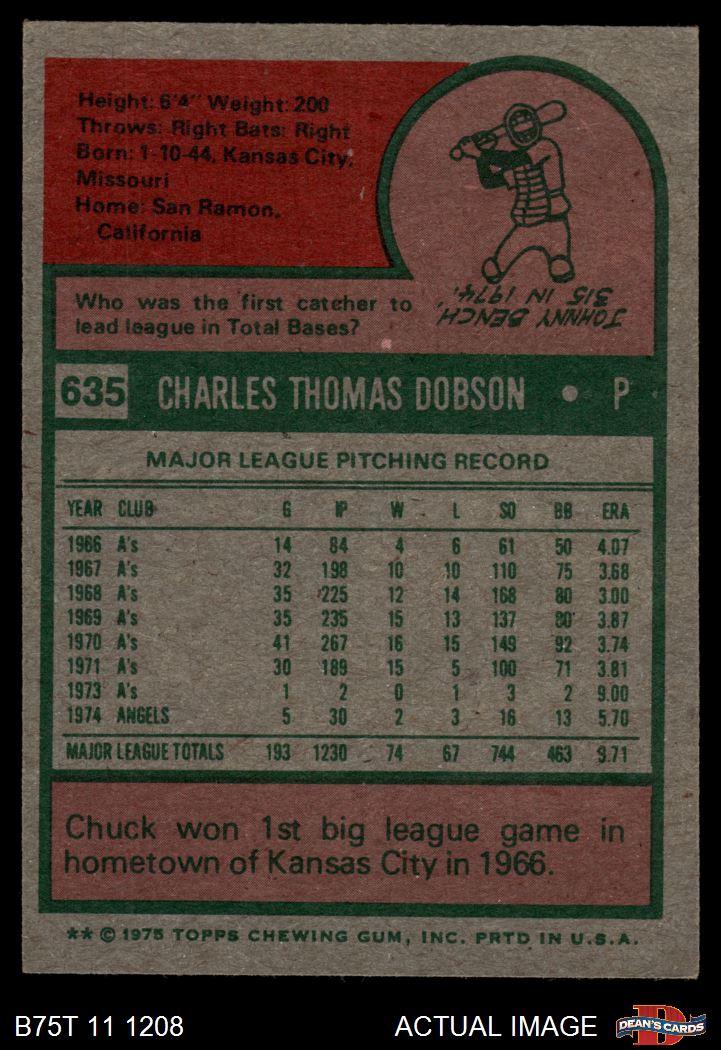 Height: 6'4" Weight: 200
Throws: Right Bats: Right
Born: 1-10-44, Kansas City,
Missouri
Home: San Ramon,
California
Who was the first catcher to
lead league in Total Bases?
JOHNNY BENCH,
315 IN 1974.
635 CHARLES THOMAS DOBSON • P
MAJOR LEAGUE PITCHING RECORD
YEAR CLUB G IP W L SO BB ERA
1966 A's 14 84 4 6 61 50 4.07
1967 A's 32 198 10 10 110 75 3.68
1968 A's 35 225 12 14 168 80 3.00
1969 A's 35 235 15 13 137 80 3.87
1970 A's 41 267 16 15 149 92 3.74
1971 A's 30 189 15 5 100 71 3.81
1973 A's 1 2 0 1 3 2 9.00
1974 ANGELS 5 30 2 3 16 13 5.70
MAJOR LEAGUE TOTALS 193 1230 74 67 744 463 3.71
Chuck won 1st big league game in
hometown of Kansas City in 1966.
** © 1975 TOPPS CHEWING GUM, INC. PRTD IN U.S.A.
B75T 11 1208 ACTUAL IMAGE D DEAN'S CARDS